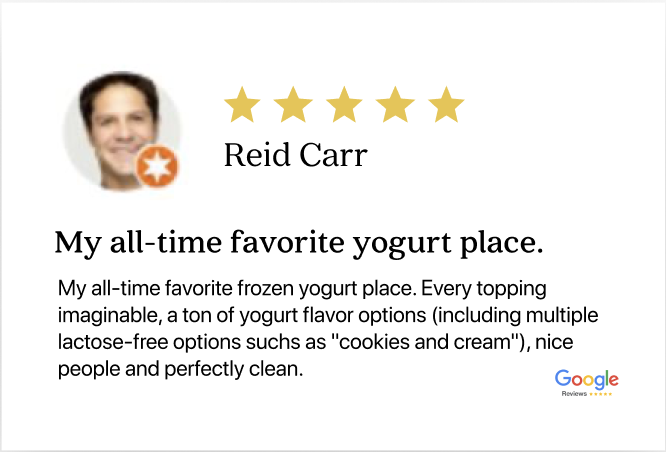 Reid Carr
My all-time favorite yogurt place.
My all-time favorite frozen yogurt place. Every topping
imaginable, a ton of yogurt flavor options (including multiple
lactose-free options suchs as "cookies and cream"), nice
people and perfectly clean.
Google
Reviews